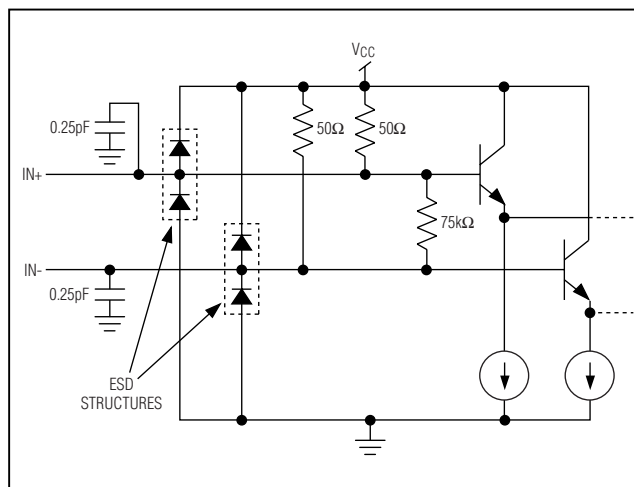 VCC
0.25pF
50Ω
50Ω
IN+
75kΩ
IN-
0.25pF
ESD
STRUCTURES